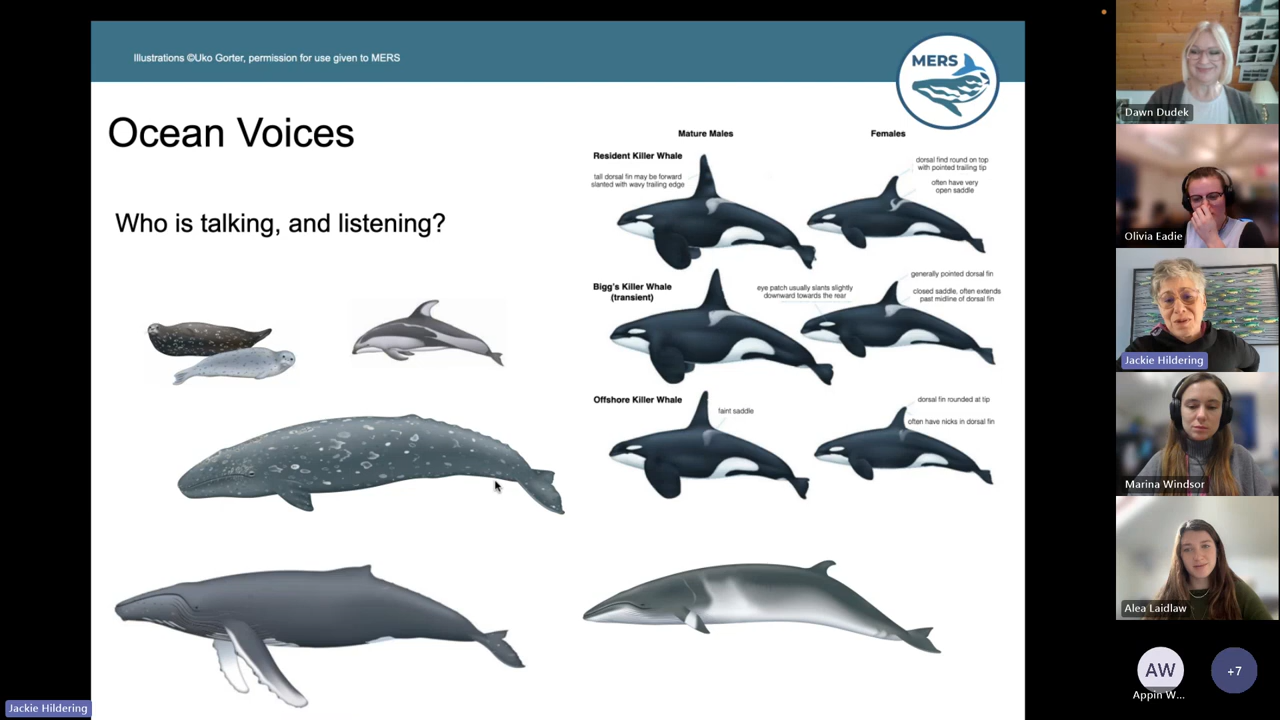 Illustrations ©Uko Gorter, permission for use given to MERS
MERS
Ocean Voices
Who is talking, and listening?
Mature Males
Females
Resident Killer Whale
tall dorsal fin may be forward
slanted with wavy trailing edge
dorsal find round on top
with pointed trailing tip
often have very
open saddle
Bigg's Killer Whale
(transient)
eye patch usually slants slightly
downward towards the rear
generally pointed dorsal fin
closed saddle, often extends
past midline of dorsal fin
Offshore Killer Whale
faint saddle
dorsal fin rounded at tip
often have nicks in dorsal fin
Dawn Dudek
Olivia Eadie
Jackie Hildering
Marina Windsor
Alea Laidlaw
AW
+7
Appin W...
Jackie Hildering